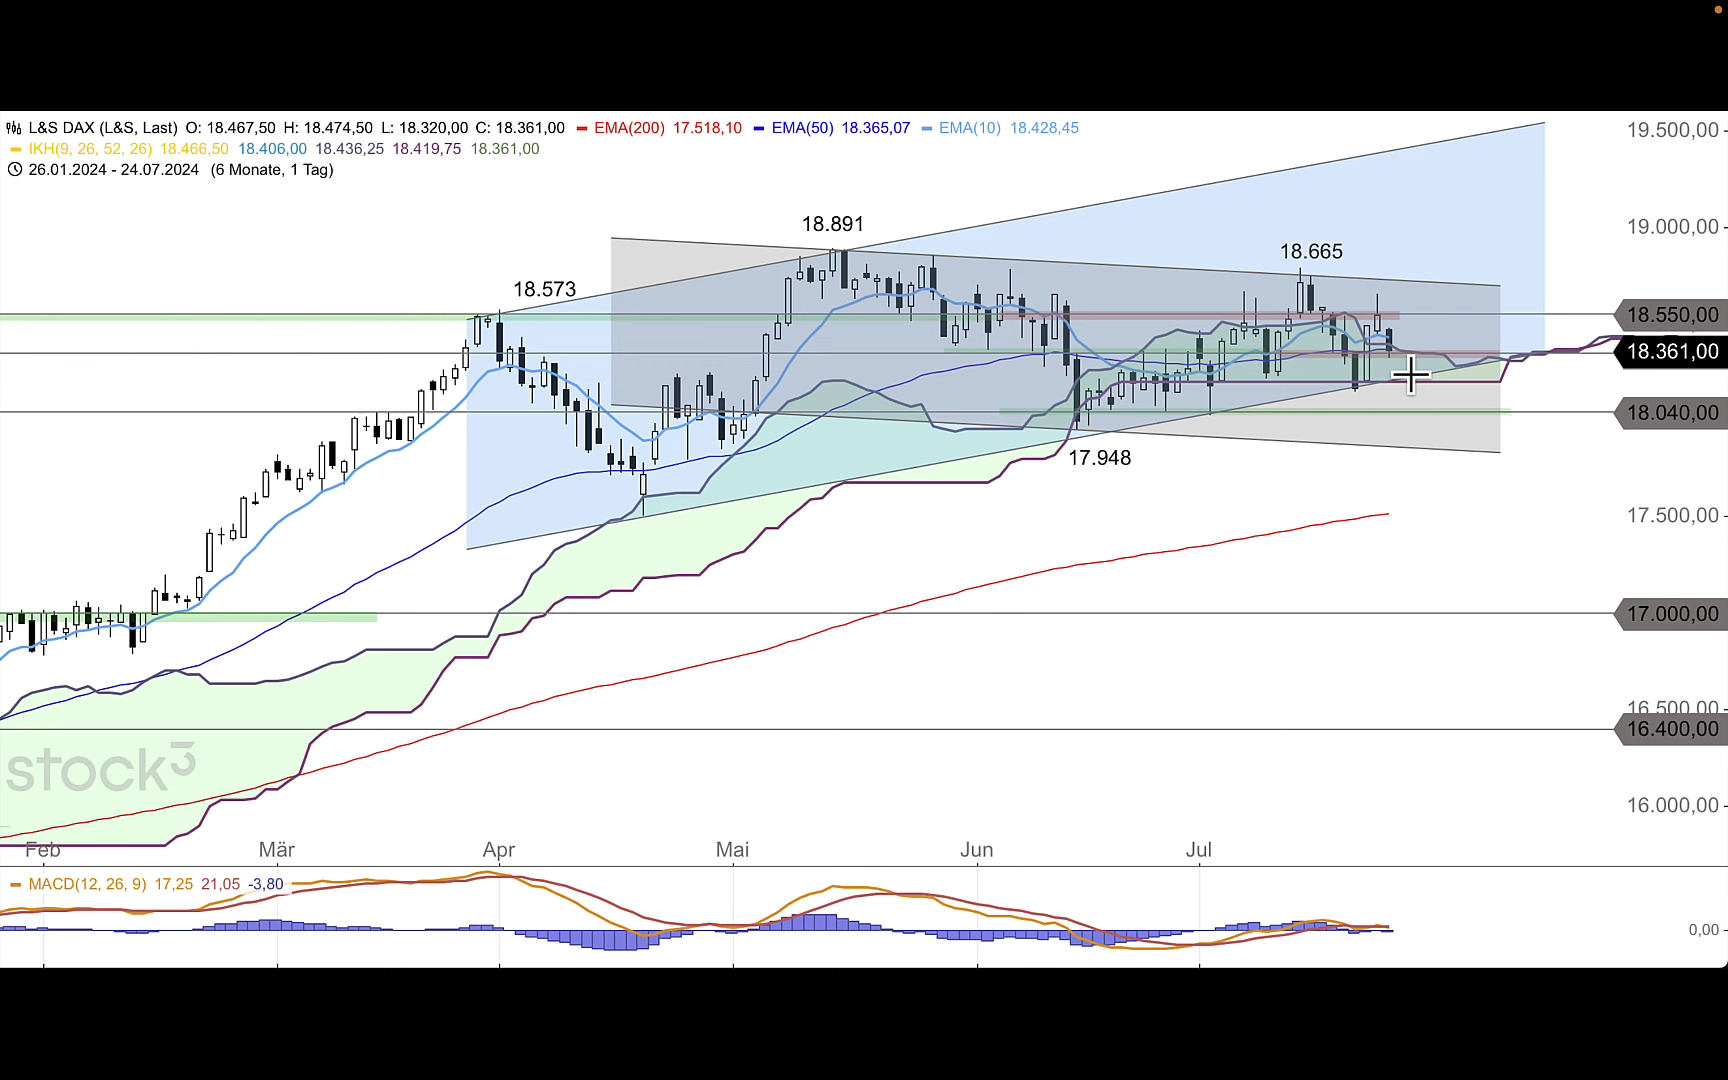 L&S DAX (L&S, Last) O: 18.467,50 H: 18.474,50 L: 18.320,00 C: 18.361,00 EMA(200) 17.518,10 EMA(50) 18.365,07 EMA(10) 18.428,45
IKH(9, 26, 52, 26) 18.466,50 18.406,00 18.436,25 18.419,75 18.361,00
26.01.2024 - 24.07.2024 (6 Monate, 1 Tag)
19.500,00
18.891
19.000,00
18.665
18.573
18.550,00
18.361,00
18.040,00
17.948
17.500,00
17.000,00
16.500,00
16.400,00
stock3
16.000,00
Feb Mär Apr Mai Jun Jul
MACD(12, 26, 9) 17,25 21,05 -3,80
0,00